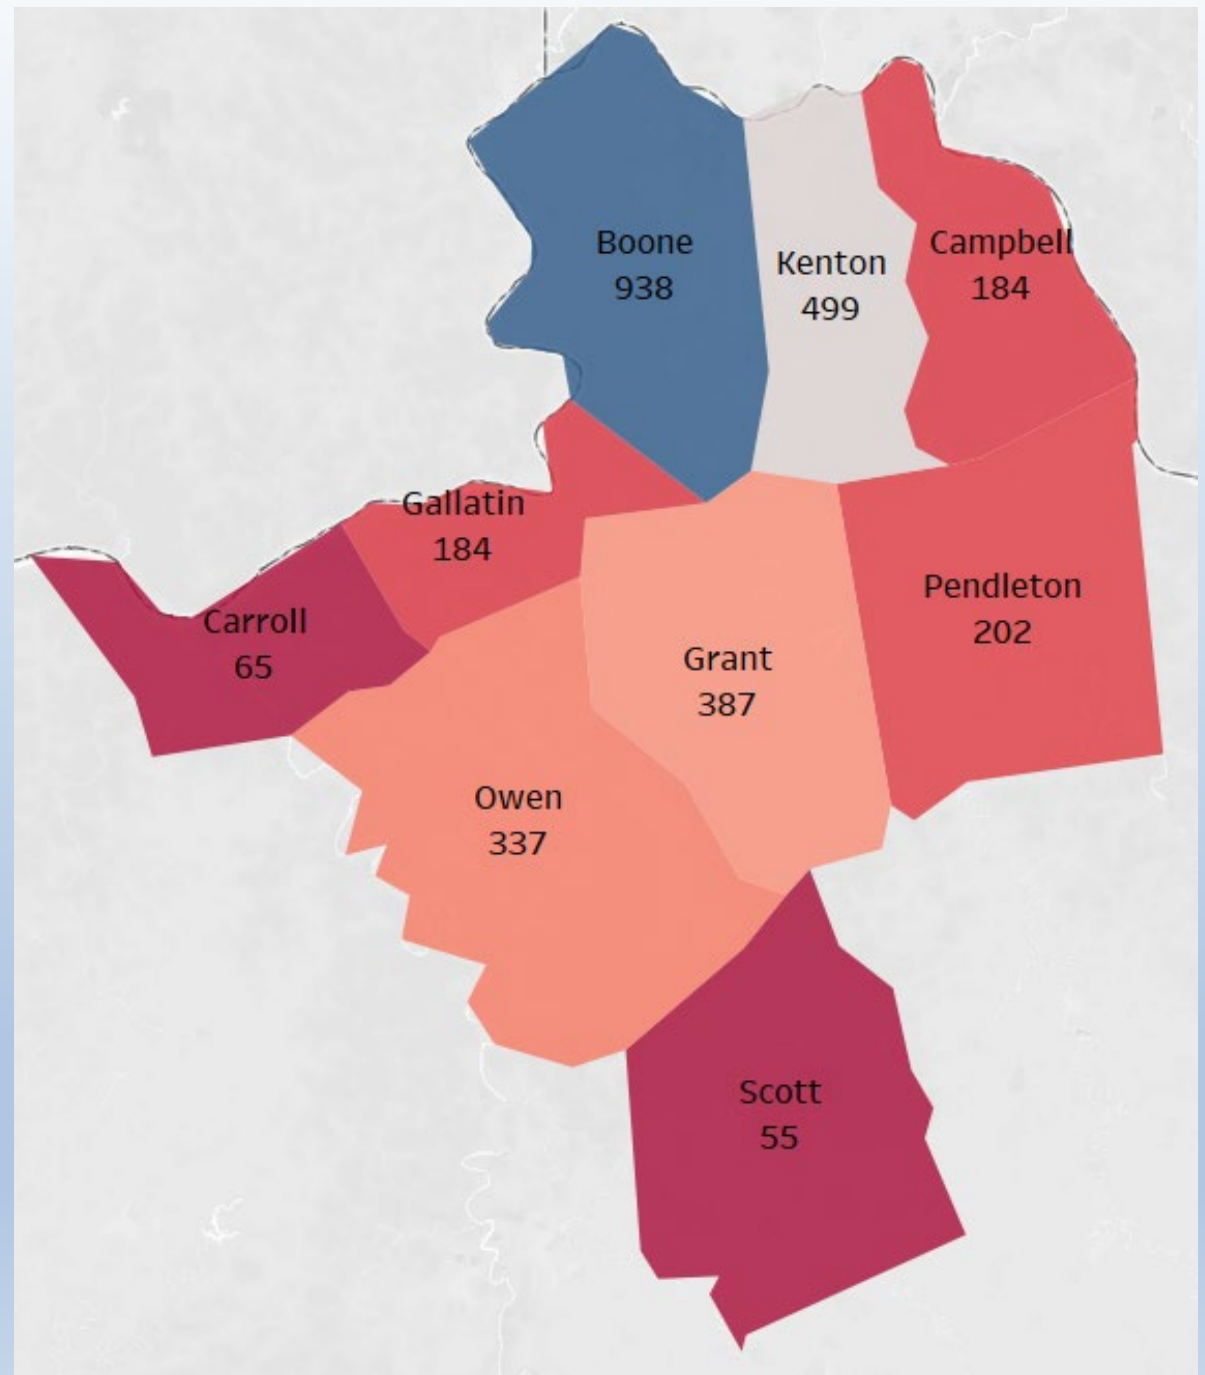 Boone
938
Kenton
499
Campbell
184
Gallatin
184
Carroll
65
Pendleton
202
Grant
387
Owen
337
Scott
55